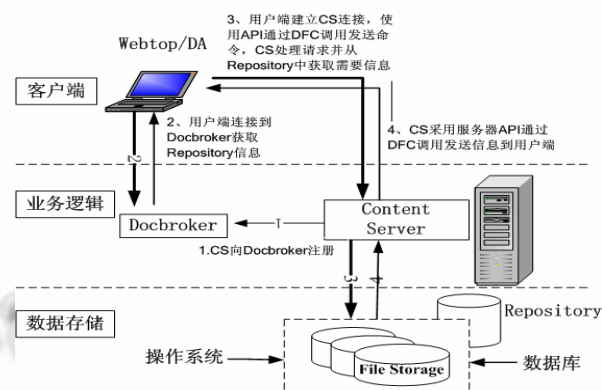 3、用户端建立CS连接，使
用API通过DFC调用发送命
令，CS处理请求并从
Repository中获取需要信息
Webtop/DA
客户端
2、用户端连接到
Docbroker获取
Repository信息
4、CS采用服务器API通过
DFC调用发送信息到用户端
2
业务逻辑
Docbroker
1
Content
Server
1.CS向Docbroker注册
3
4
数据存储
Repository
操作系统
File Storage
数据库